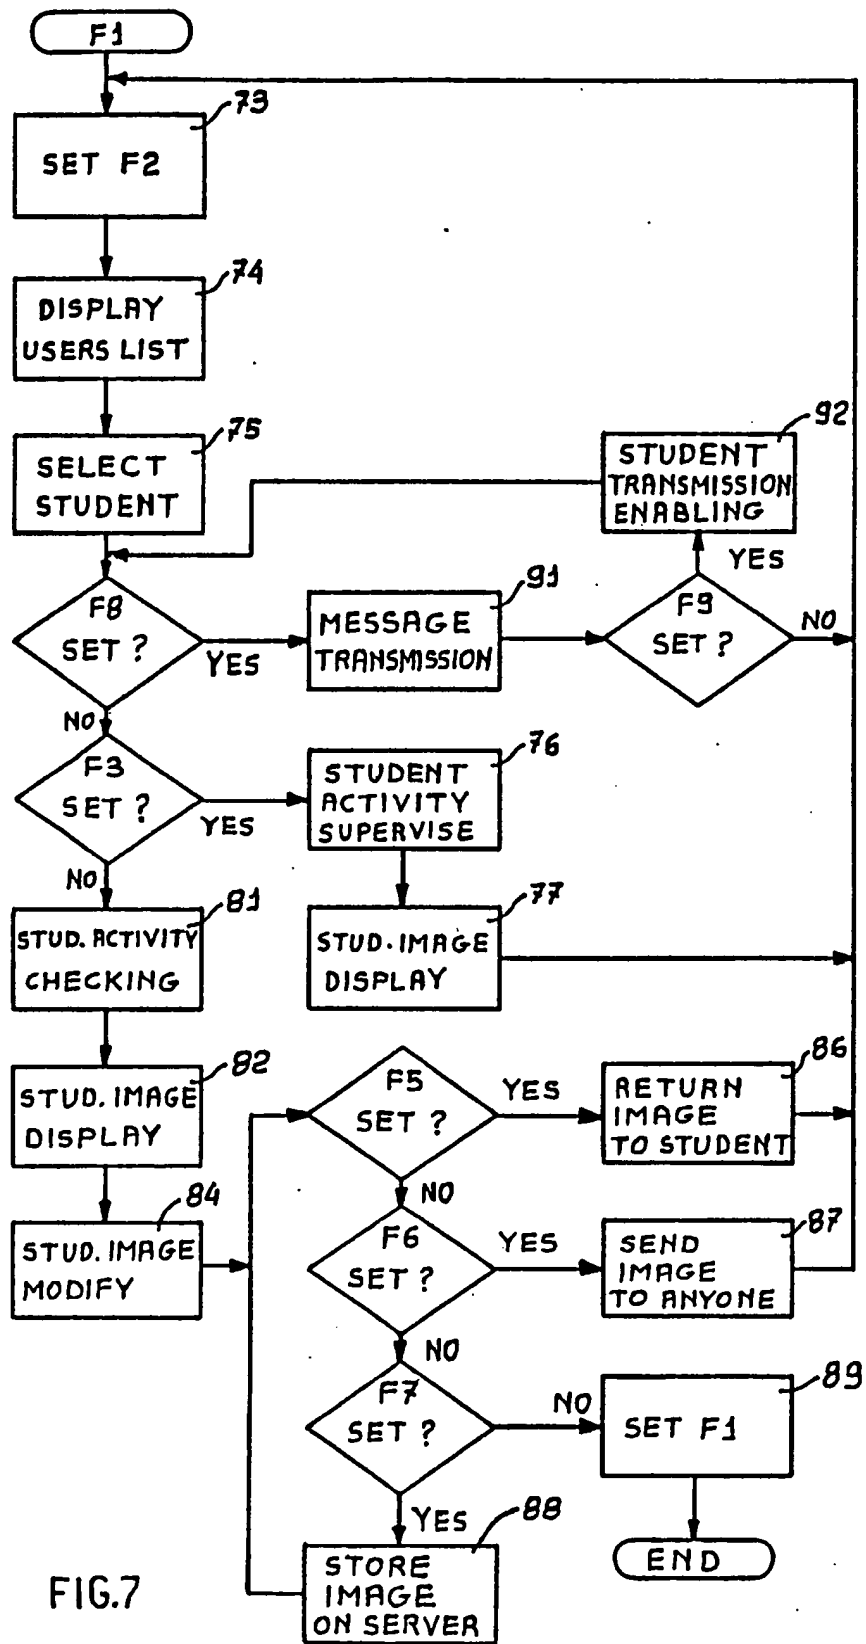 F1
73
SET F2
74
DISPLAY
USERS LIST
75
SELECT
STUDENT
92
STUDENT
TRANSMISSION
ENABLING
YES
F8
SET ?
YES
NO
91
MESSAGE
TRANSMISSION
F9
SET ?
NO
F3
SET ?
YES
NO
76
STUDENT
ACTIVITY
SUPERVISE
81
STUD. ACTIVITY
CHECKING
77
STUD. IMAGE
DISPLAY
82
STUD. IMAGE
DISPLAY
F5
SET ?
YES
NO
86
RETURN
IMAGE
TO STUDENT
84
STUD. IMAGE
MODIFY
F6
SET ?
YES
NO
87
SEND
IMAGE
TO ANYONE
F7
SET ?
NO
YES
89
SET F1
END
88
STORE
IMAGE
ON SERVER
FIG.7